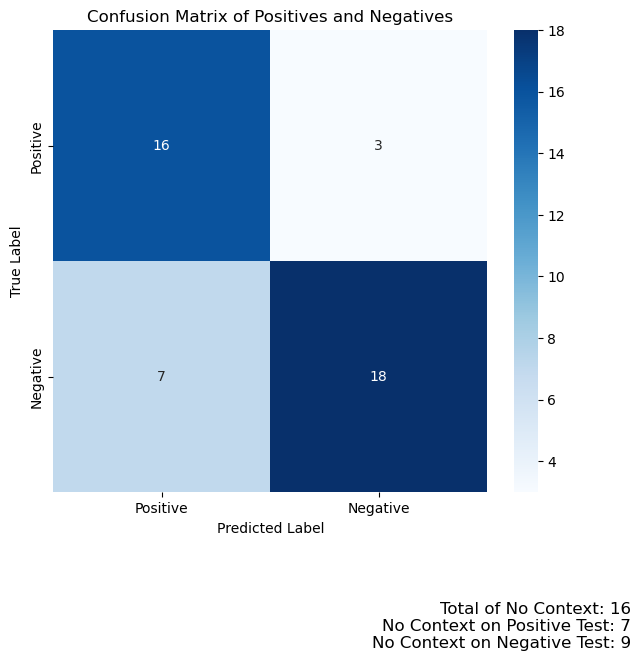 Confusion Matrix of Positives and Negatives
18
16
14
12
10
8
6
4
Positive
16
3
True Label
Negative
7
18
Positive
Negative
Predicted Label
Total of No Context: 16
No Context on Positive Test: 7
No Context on Negative Test: 9